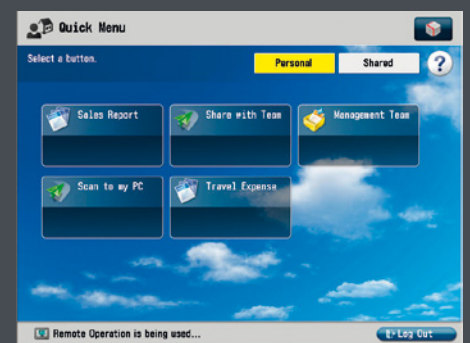 Quick Menu
Select a button.
Personal
Shared
?
Sales Report
Share with Team
Management Team
Scan to my PC
Travel Expense
Remote Operation is being used...
Log Out